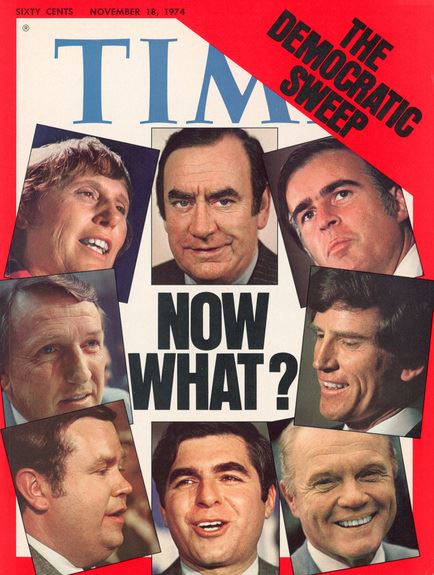 SIXTY CENTS NOVEMBER 18, 1974
®
TIME
THE
DEMOCRATIC
SWEEP
NOW
WHAT?